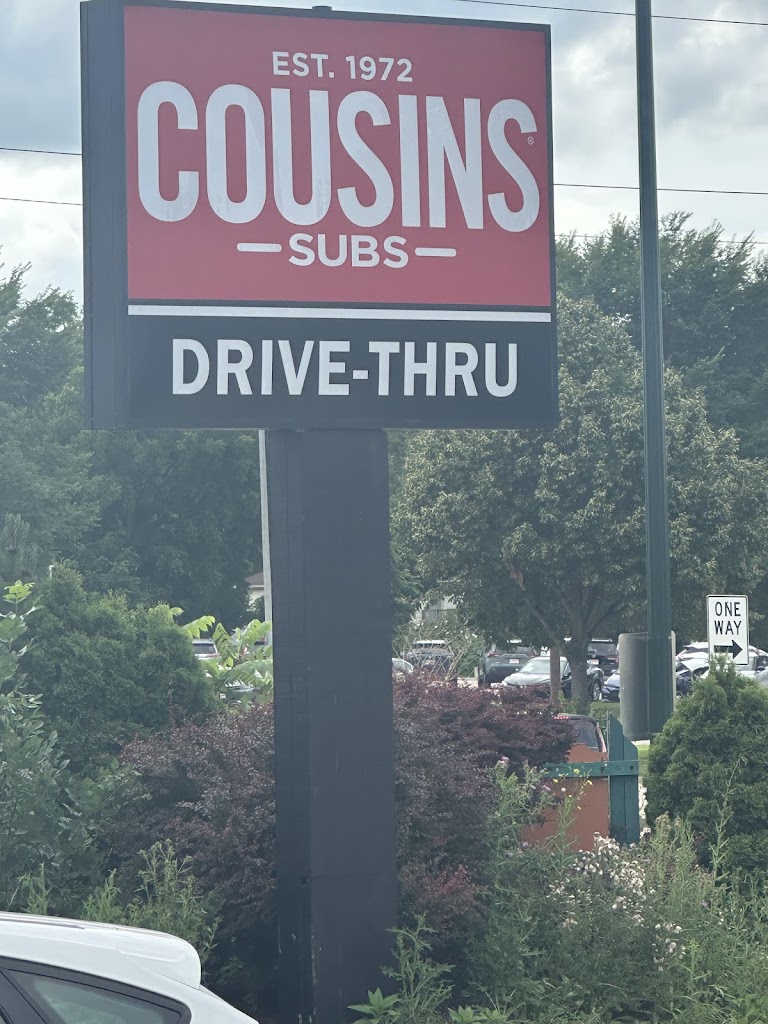 EST. 1972
COUSINS®
SUBS
DRIVE-THRU
ONE
WAY